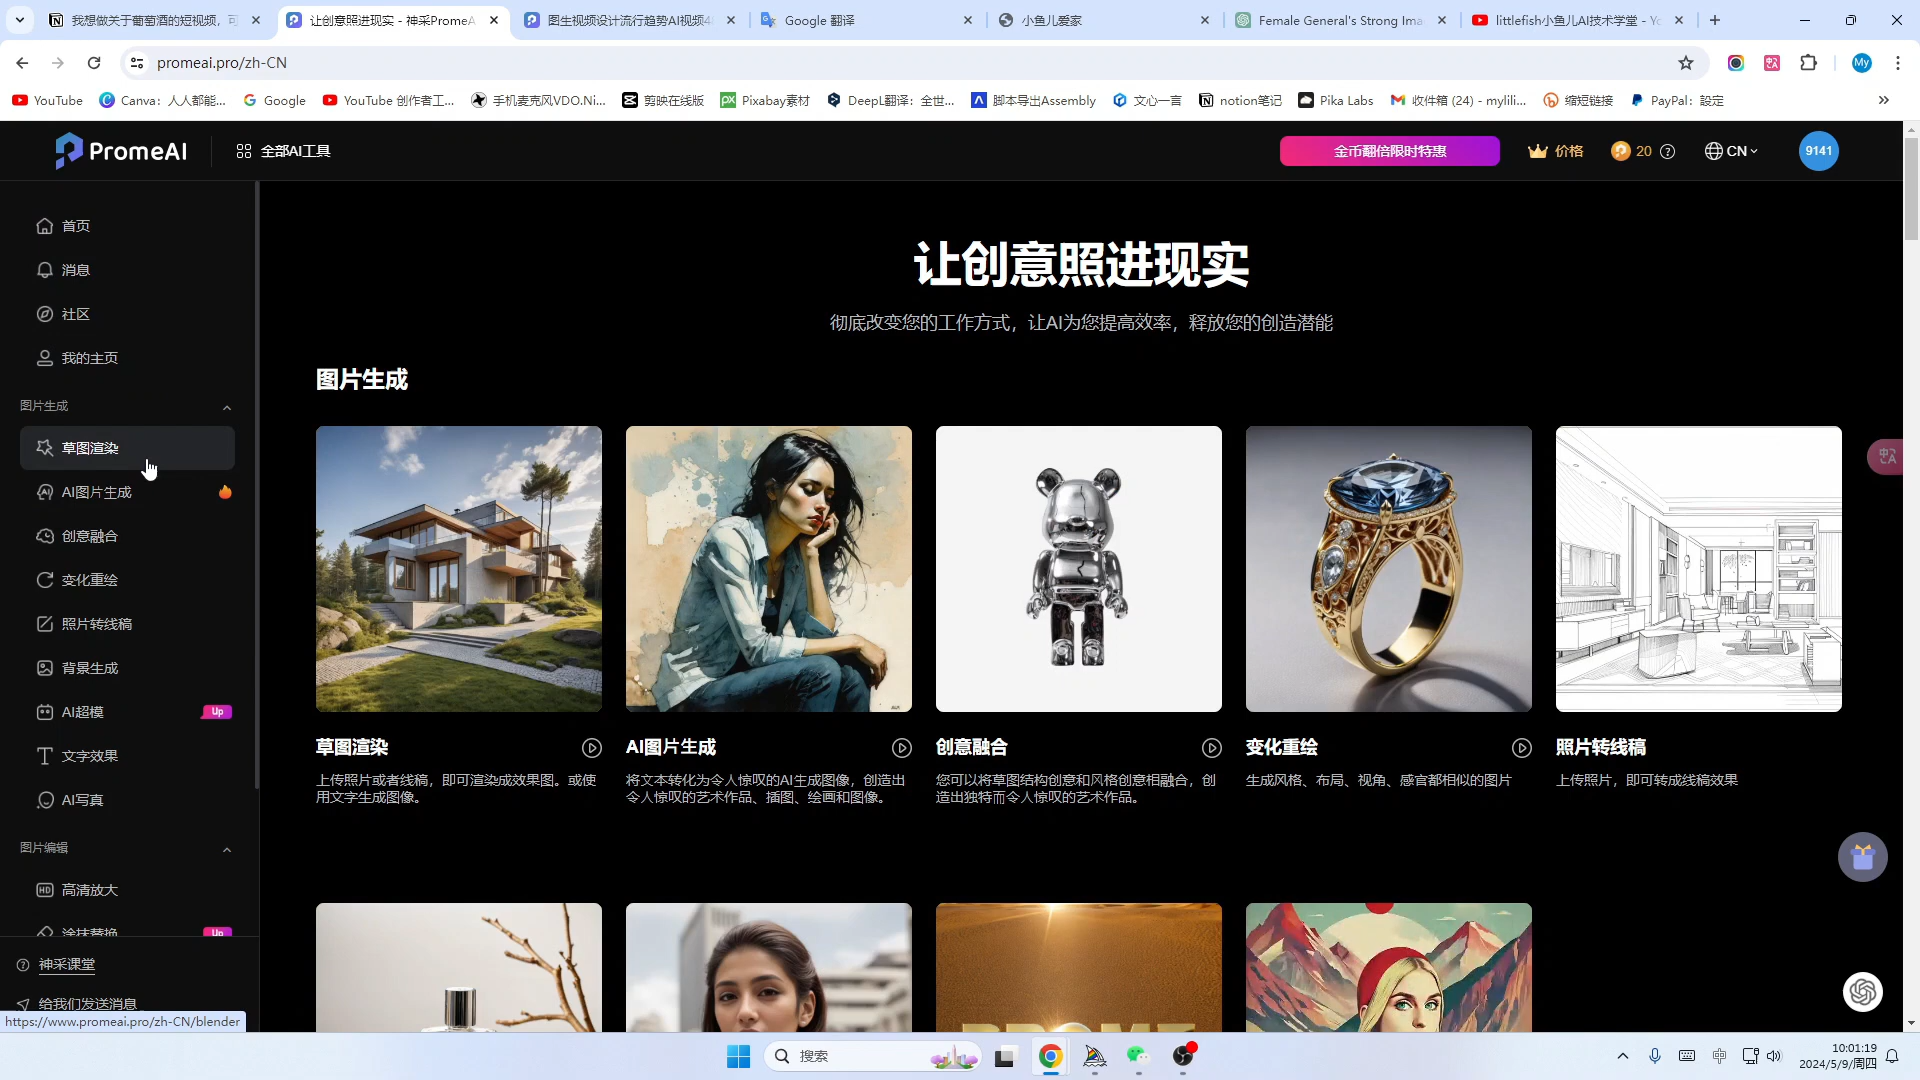 我想做关于葡萄酒的短视频，可
让创意照进现实 - 神采PromeA
图生视频设计流行趋势AI视频4
Google 翻译
小鱼儿爱家
Female General's Strong Ima
littlefish小鱼儿AI技术学堂 - Yo
promeai.pro/zh-CN
My
YouTube
Canva：人人都能...
Google
YouTube 创作者工...
手机麦克风VDO.Ni...
剪映在线版
Pixabay素材
DeepL翻译：全世...
脚本导出Assembly
文心一言
notion笔记
Pika Labs
收件箱 (24) - mylili...
缩短链接
PayPal：設定
PromeAI
全部AI工具
金币翻倍限时特惠
价格
20
CN
9141
首页
消息
社区
我的主页
图片生成
草图渲染
AI图片生成
创意融合
变化重绘
照片转线稿
背景生成
AI超模
Up
文字效果
AI写真
图片编辑
HD
高清放大
涂抹替换
Up
神采课堂
给我们发送消息
https://www.promeai.pro/zh-CN/blender
让创意照进现实
彻底改变您的工作方式，让AI为您提高效率，释放您的创造潜能
图片生成
草图渲染
上传照片或者线稿，即可渲染成效果图。或使
用文字生成图像。
AI图片生成
将文本转化为令人惊叹的AI生成图像，创造出
令人惊叹的艺术作品、插图、绘画和图像。
创意融合
您可以将草图结构创意和风格创意相融合，创
造出独特而令人惊叹的艺术作品。
变化重绘
生成风格、布局、视角、感官都相似的图片
照片转线稿
上传照片，即可转成线稿效果
PROME
搜索
中
10:01:19
2024/5/9/周四